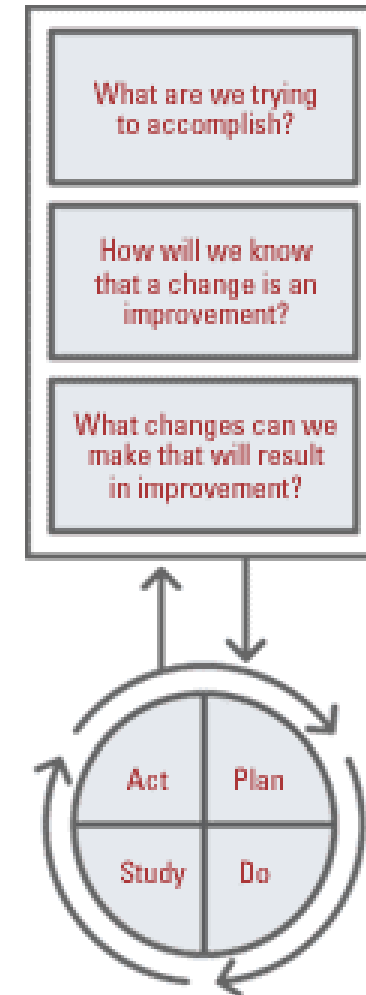 What are we trying
to accomplish?
How will we know
that a change is an
improvement?
What changes can we
make that will result
in improvement?
Act
Plan
Study
Do